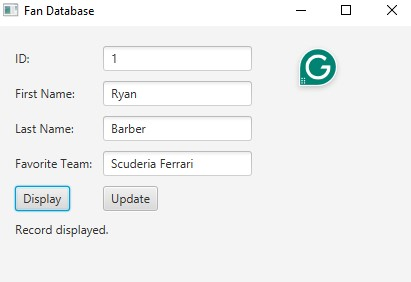 Fan Database
ID: 1
First Name: Ryan
Last Name: Barber
Favorite Team: Scuderia Ferrari
Display Update
Record displayed.
G